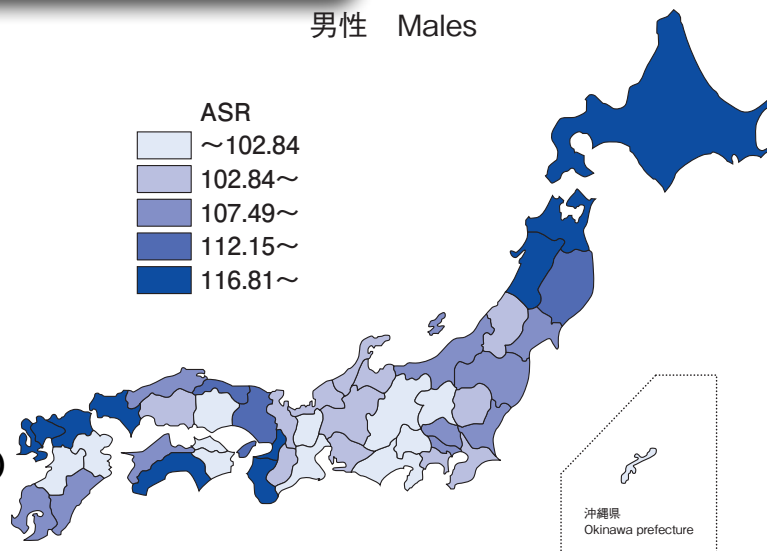 男性 Males
ASR
～102.84
102.84～
107.49～
112.15～
116.81～
沖縄県
Okinawa prefecture